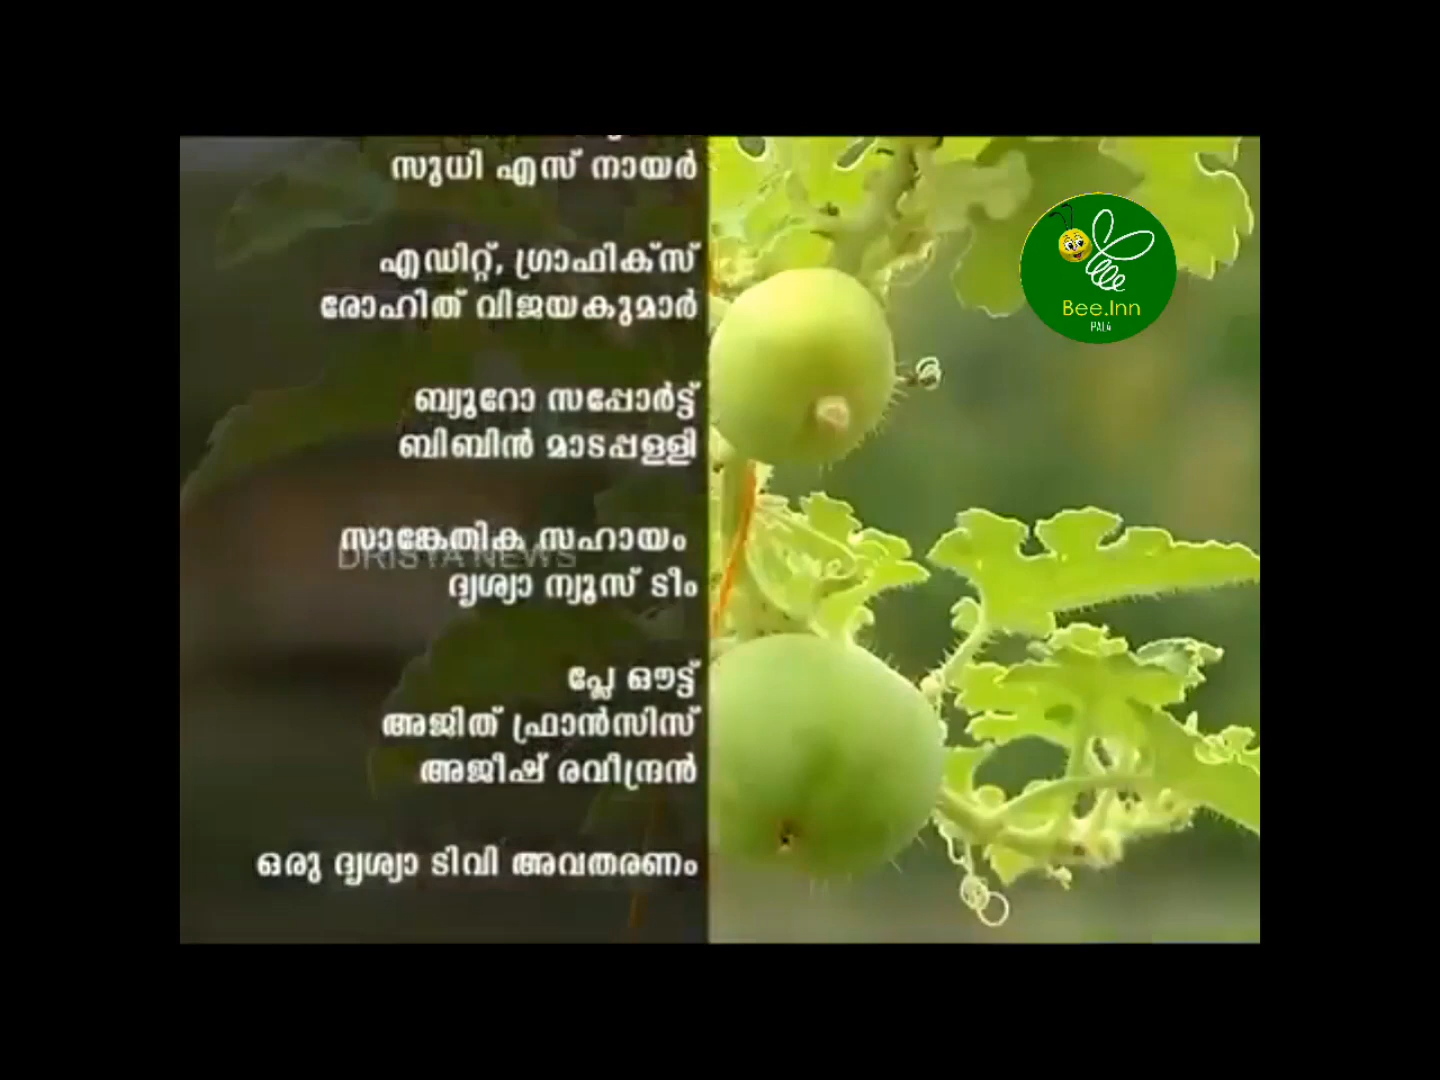 സുധി എസ് നായർ
എഡിറ്റ്, ഗ്രാഫിക്സ്
രോഹിത് വിജയകുമാർ
ബ്യൂറോ സപ്പോർട്ട്
ബിബിൻ മാടപ്പള്ളി
സാങ്കേതിക സഹായം
DRISYA NEWS
ദൃശ്യാ ന്യൂസ് ടീം
പ്ലേ ഔട്ട്
അജിത് ഫ്രാൻസിസ്
അജീഷ് രവീന്ദ്രൻ
ഒരു ദൃശ്യാ ടിവി അവതരണം
Bee.Inn
PALA